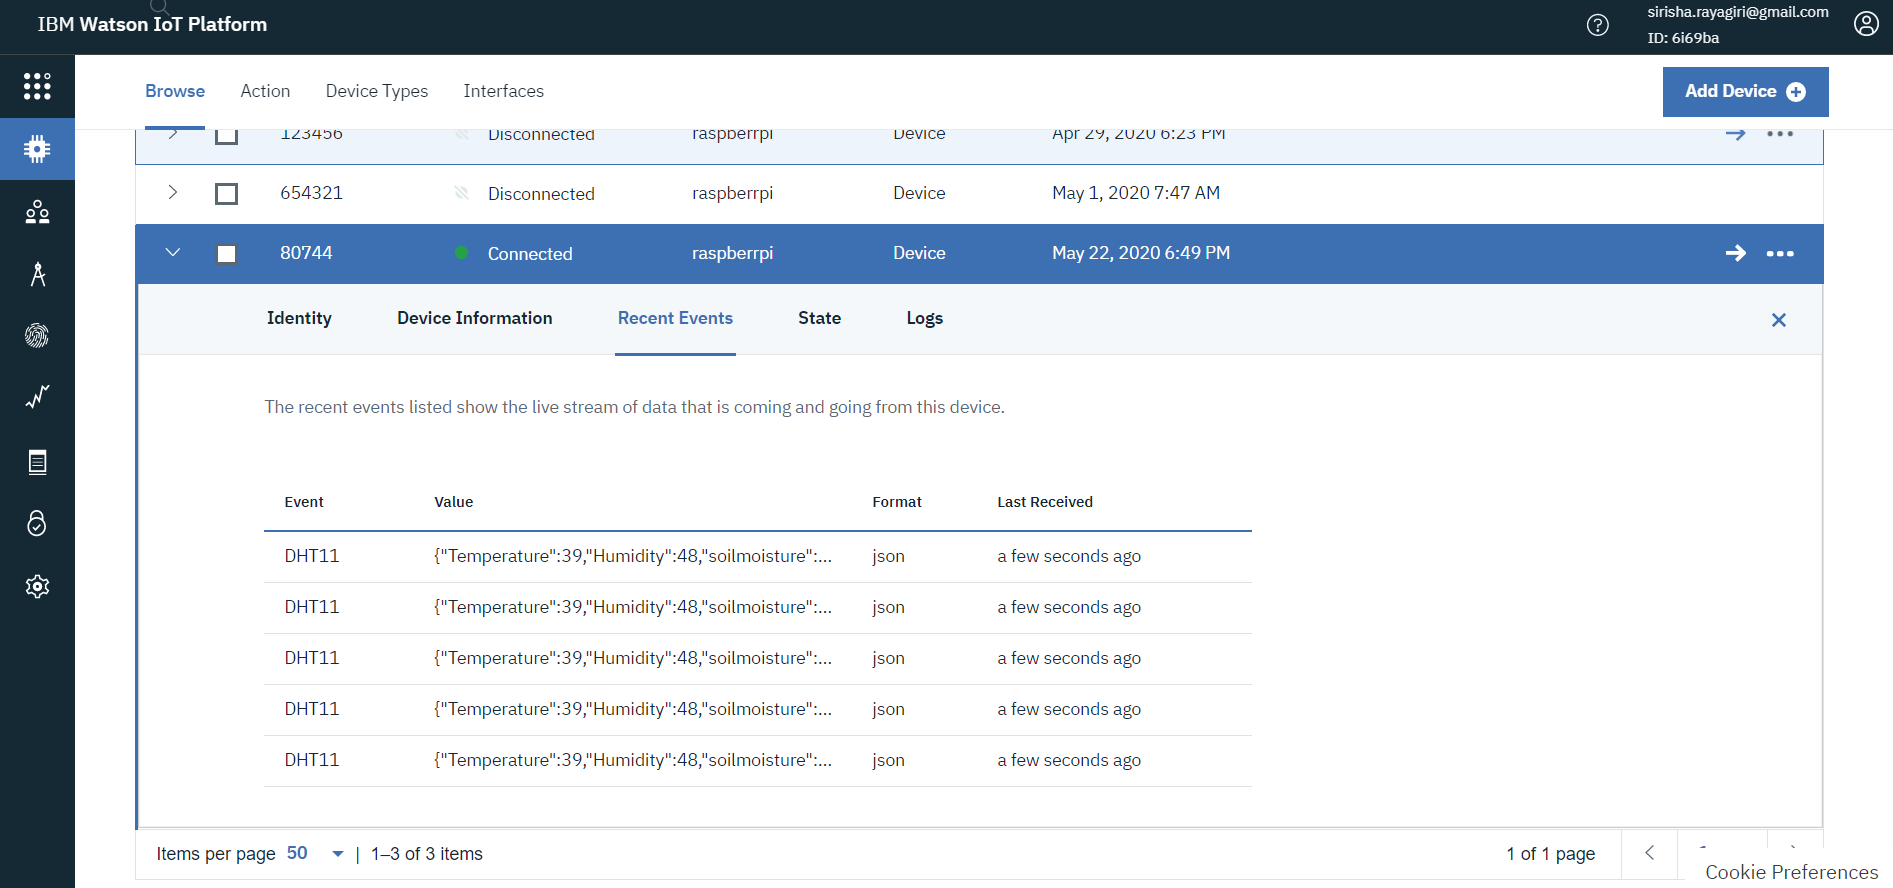 IBM Watson IoT Platform
sirisha.rayagiri@gmail.com
ID: 6i69ba
Browse Action Device Types Interfaces
Add Device
123456 Disconnected raspberrpi Device Apr 29, 2020 6:23 PM
654321 Disconnected raspberrpi Device May 1, 2020 7:47 AM
80744 Connected raspberrpi Device May 22, 2020 6:49 PM
Identity Device Information Recent Events State Logs
The recent events listed show the live stream of data that is coming and going from this device.
Event Value Format Last Received
DHT11 {"Temperature":39,"Humidity":48,"soilmoisture":... json a few seconds ago
DHT11 {"Temperature":39,"Humidity":48,"soilmoisture":... json a few seconds ago
DHT11 {"Temperature":39,"Humidity":48,"soilmoisture":... json a few seconds ago
DHT11 {"Temperature":39,"Humidity":48,"soilmoisture":... json a few seconds ago
DHT11 {"Temperature":39,"Humidity":48,"soilmoisture":... json a few seconds ago
Items per page 50 | 1–3 of 3 items 1 of 1 page
Cookie Preferences